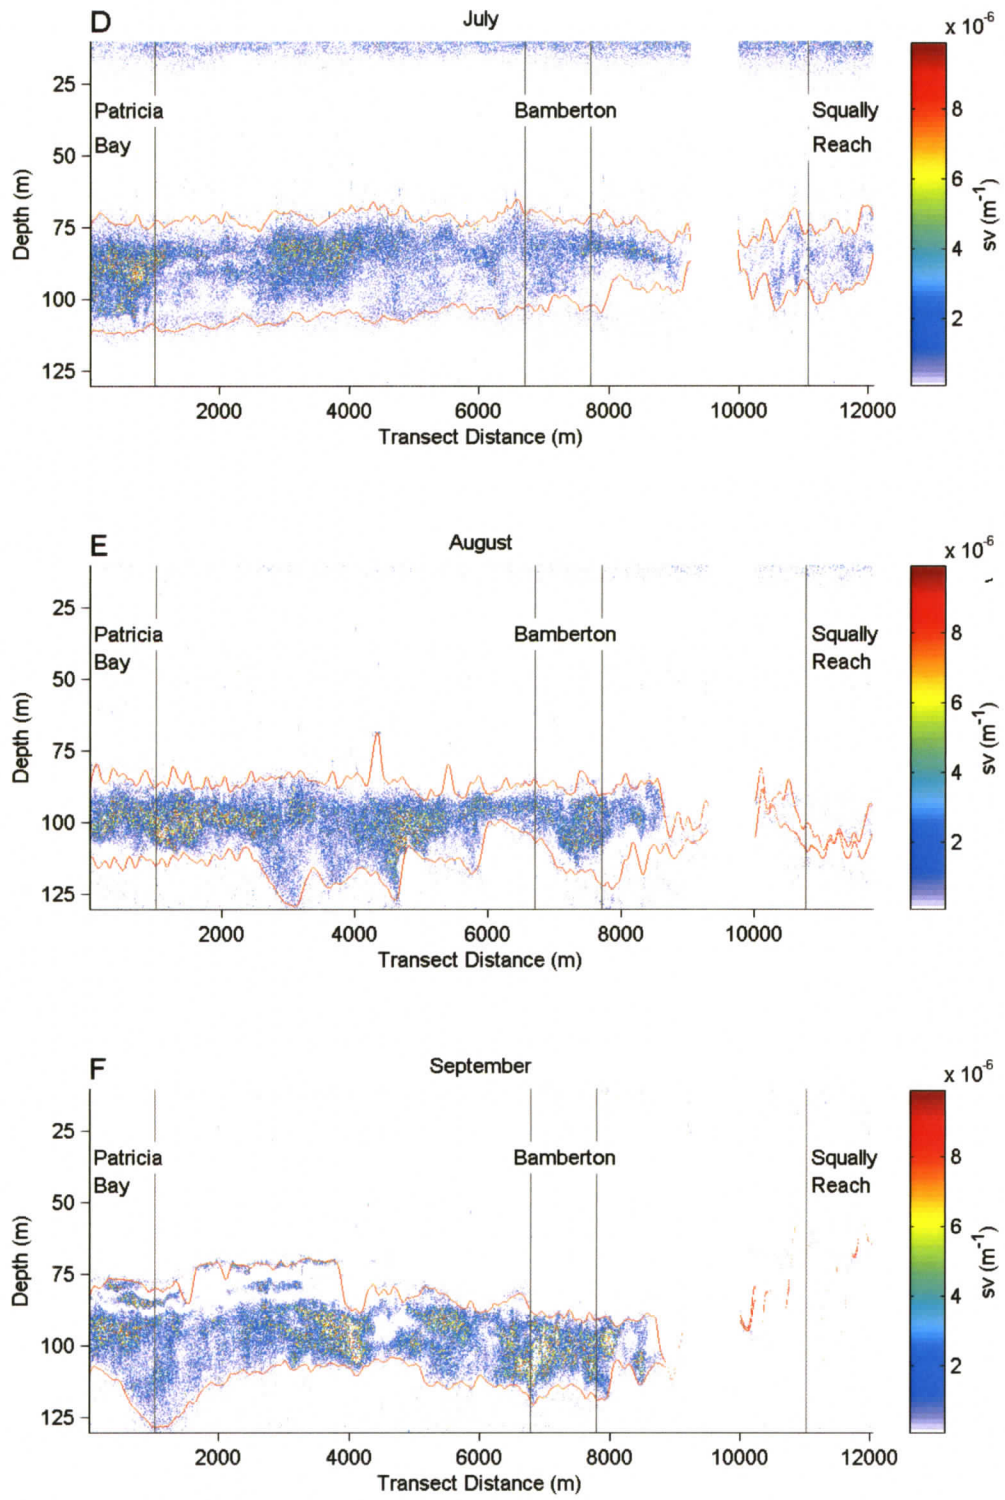 D
July
x 10-6
25
50
75
100
125
Depth (m)
Patricia
Bay
Bamberton
Squally
Reach
8
6
4
2
sv (m-1)
2000 4000 6000 8000 10000 12000
Transect Distance (m)
E
August
x 10-6
25
50
75
100
125
Depth (m)
Patricia
Bay
Bamberton
Squally
Reach
8
6
4
2
sv (m-1)
2000 4000 6000 8000 10000
Transect Distance (m)
F
September
x 10-6
25
50
75
100
125
Depth (m)
Patricia
Bay
Bamberton
Squally
Reach
8
6
4
2
sv (m-1)
2000 4000 6000 8000 10000 12000
Transect Distance (m)